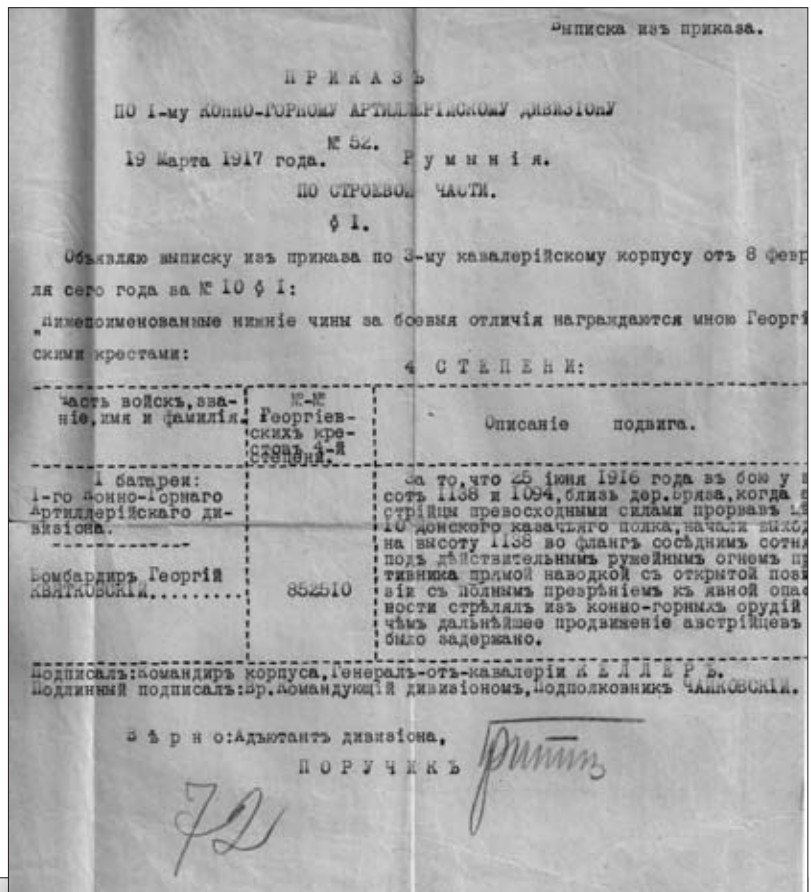 Выписка изъ приказа.
П Р И К А З Ъ
ПО I-му КОННО-ГОРНОМУ АРТИЛЛЕРІЙСКОМУ ДИВИЗІОНУ
№ 52.
19 Марта 1917 года. Р у м ы н і я.
ПО СТРОЕВОЙ ЧАСТИ.
§ I.
Объявляю выписку изъ приказа по 3-му кавалерійскому корпусу отъ 8 февр
ля сего года за № 10 § I:
„Нижепоименованные нижніе чины за боевыя отличія награждаются мною Георгі
скими крестами:
4 С Т Е П Е Н И:
Часть войскъ, зва-
ніе, имя и фамилія.
№-№
Георгіев-
скихъ кре-
стовъ 4-й
степени.
Описаніе подвига.
I батареи:
I-го Конно-Горнаго
Артиллерійскаго ди-
визіона.
Бомбардиръ Георгій
КВЯТКОВСКІЙ.........
852510
За то, что 25 іюня 1916 года въ бою у в
сотъ 1138 и 1094, близь дер. Бряза, когда
стрійцы превосходными силами прорвавъ
10 донского казачьяго полка, начали выход
на высоту 1138 во флангъ сосѣднимъ сотня
подъ дѣйствительнымъ ружейнымъ огнемъ пр
тивника прямой наводкой съ открытой поз
ціи съ полнымъ презрѣніемъ къ явной опас
ности стрѣлялъ изъ конно-горныхъ орудій
чѣмъ дальнѣйшее продвиженіе австрійцевъ
было задержано.
Подписалъ: Командиръ корпуса, Генералъ-отъ-кавалеріи К Е Л Л Е Р Ъ.
Подлинный подписалъ: Вр. Командующій дивизіономъ, Подполковникъ ЧАЙКОВСКІЙ.
В ѣ р н о: Адъютантъ дивизіона,
П О Р У Ч И К Ъ
72